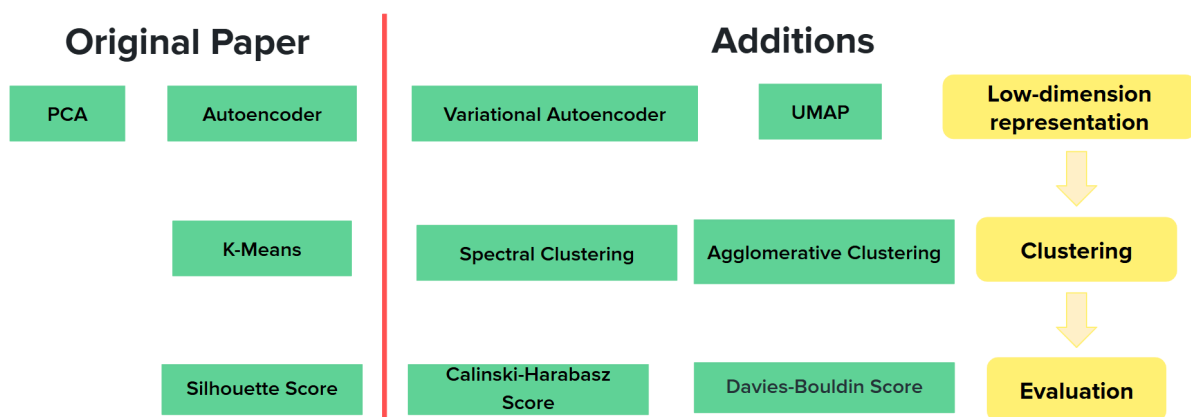 Original Paper
Additions
PCA
Autoencoder
Variational Autoencoder
UMAP
Low-dimension
representation
K-Means
Spectral Clustering
Agglomerative Clustering
Clustering
Silhouette Score
Calinski-Harabasz
Score
Davies-Bouldin Score
Evaluation